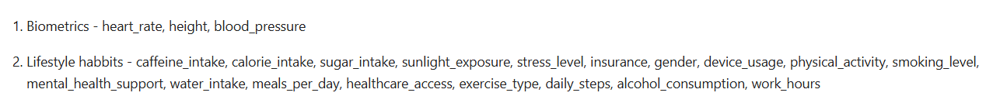 1. Biometrics - heart_rate, height, blood_pressure
2. Lifestyle habbits - caffeine_intake, calorie_intake, sugar_intake, sunlight_exposure, stress_level, insurance, gender, device_usage, physical_activity, smoking_level,
mental_health_support, water_intake, meals_per_day, healthcare_access, exercise_type, daily_steps, alcohol_consumption, work_hours